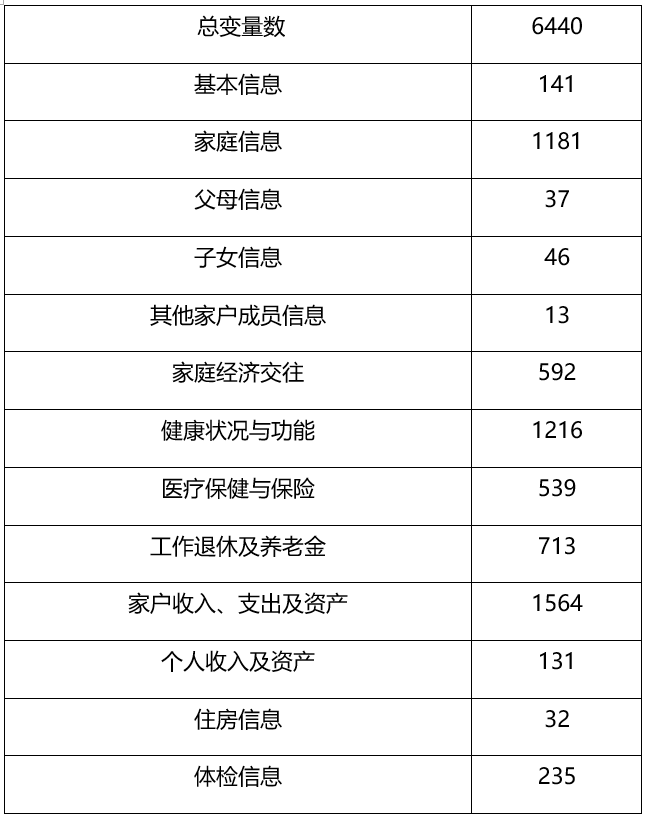 总变量数 6440
基本信息 141
家庭信息 1181
父母信息 37
子女信息 46
其他家户成员信息 13
家庭经济交往 592
健康状况与功能 1216
医疗保健与保险 539
工作退休及养老金 713
家户收入、支出及资产 1564
个人收入及资产 131
住房信息 32
体检信息 235